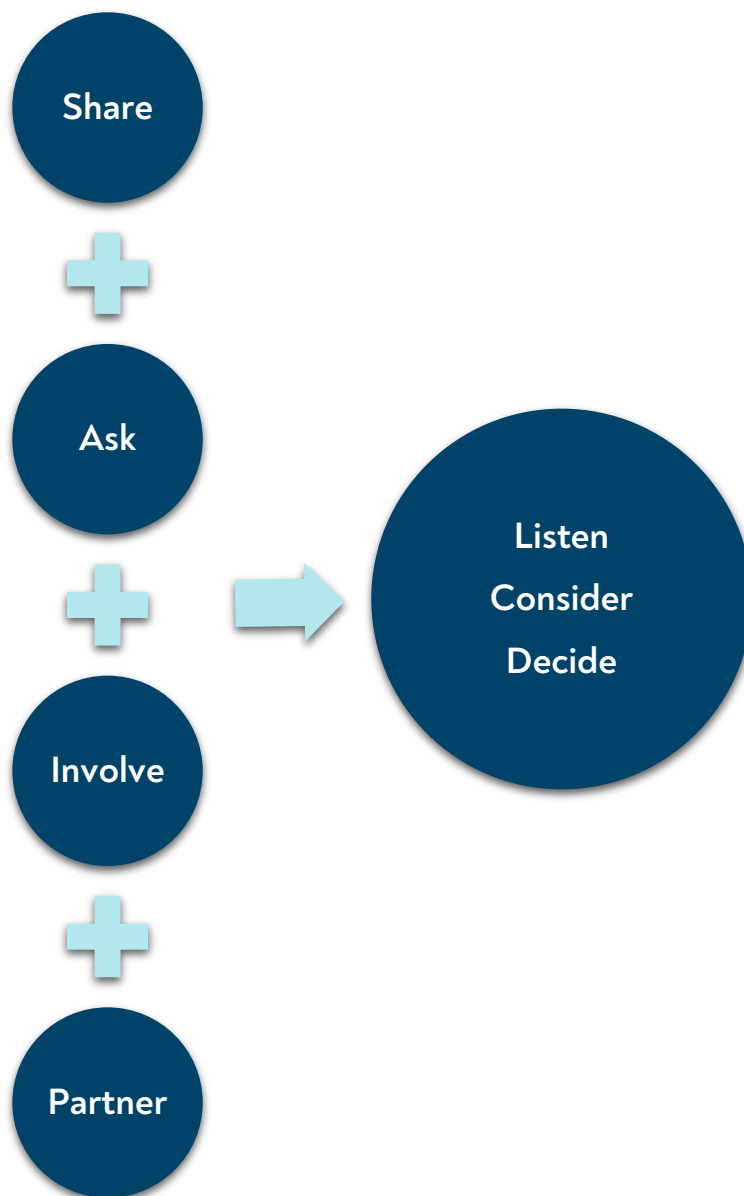 Share
Ask
Involve
Partner
Listen
Consider
Decide